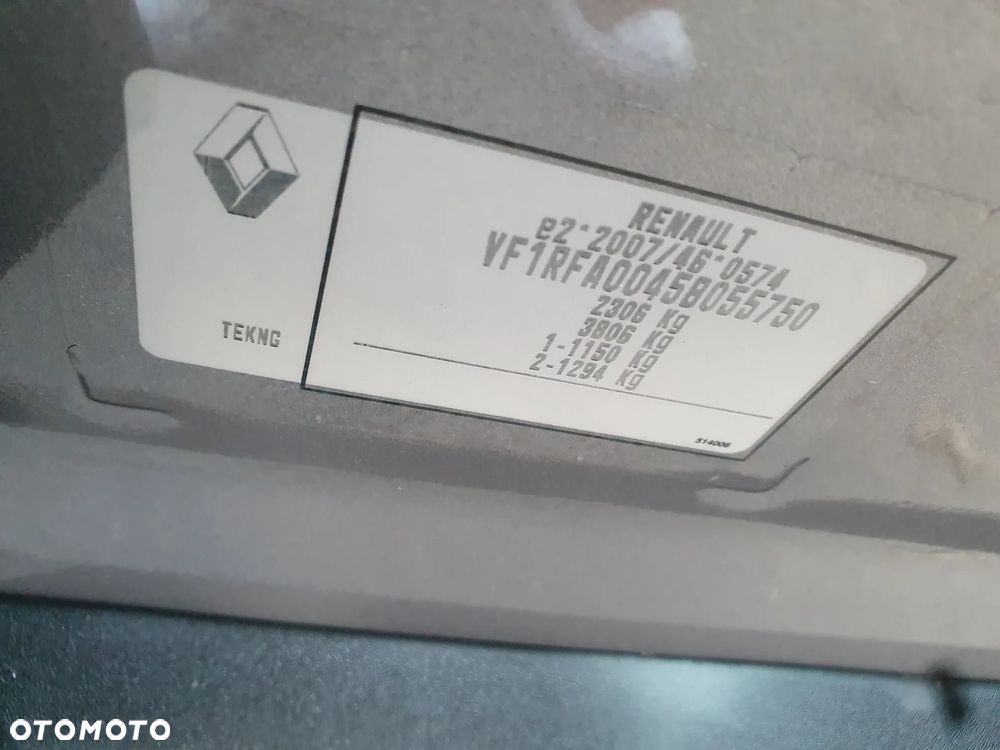 TEKNG
RENAULT
e2*2007/46*0574
VF1RFA00458055750
2306 Kg
3806 Kg
1-1150 Kg
2-1294 Kg
514006
OTOMOTO